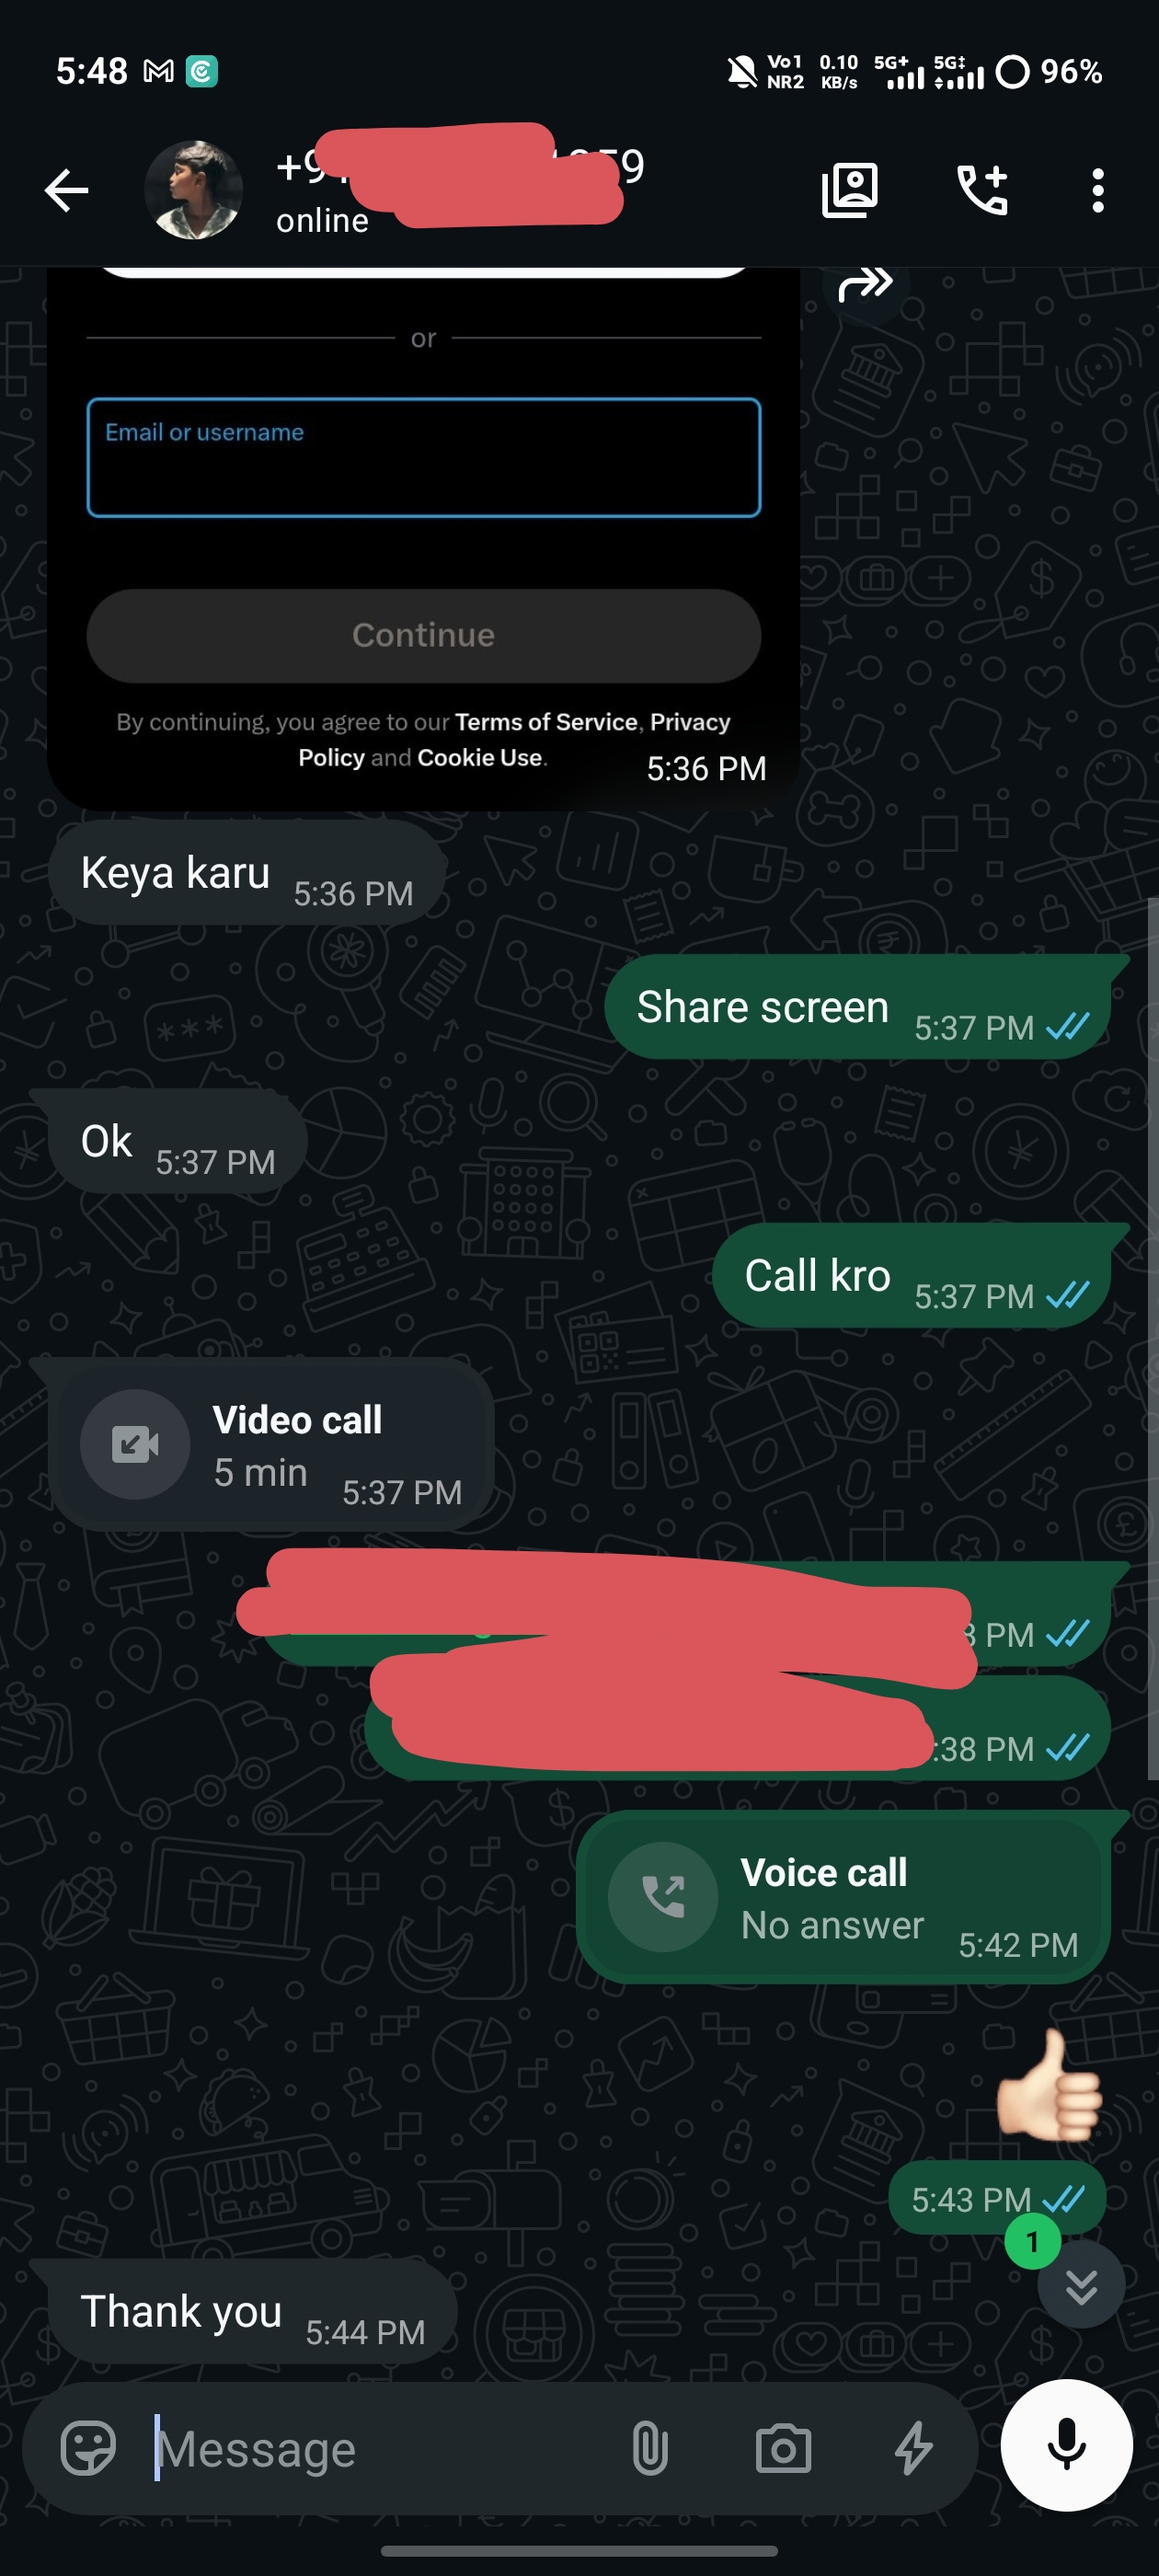 5:48
Vo1
NR2
0.10
KB/s
5G+
5G
96%
online
or
Email or username
Continue
By continuing, you agree to our Terms of Service, Privacy
Policy and Cookie Use.
5:36 PM
Keya karu 5:36 PM
Share screen 5:37 PM
Ok 5:37 PM
Call kro 5:37 PM
Video call
5 min 5:37 PM
PM
:38 PM
Voice call
No answer 5:42 PM
5:43 PM
1
Thank you 5:44 PM
Message